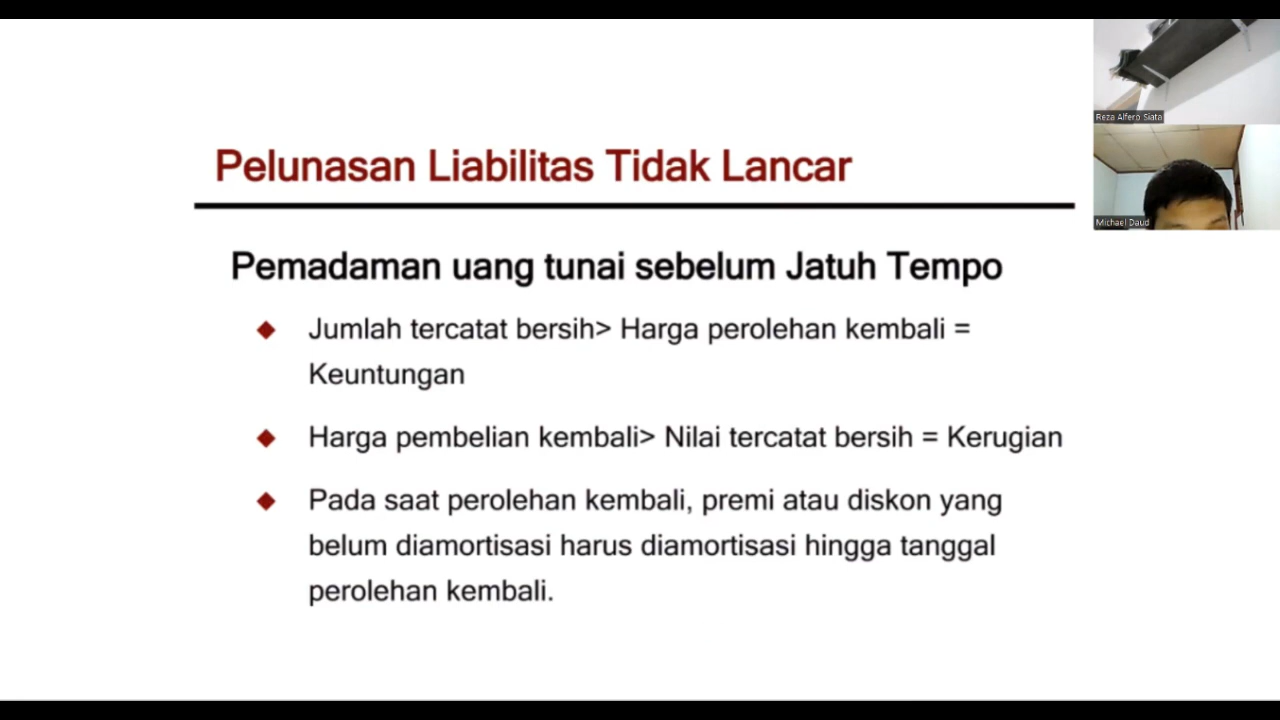 Pelunasan Liabilitas Tidak Lancar
Pemadaman uang tunai sebelum Jatuh Tempo
Jumlah tercatat bersih> Harga perolehan kembali =
Keuntungan
Harga pembelian kembali> Nilai tercatat bersih = Kerugian
Pada saat perolehan kembali, premi atau diskon yang
belum diamortisasi harus diamortisasi hingga tanggal
perolehan kembali.
Reza Alfero Siata
Michael Daud